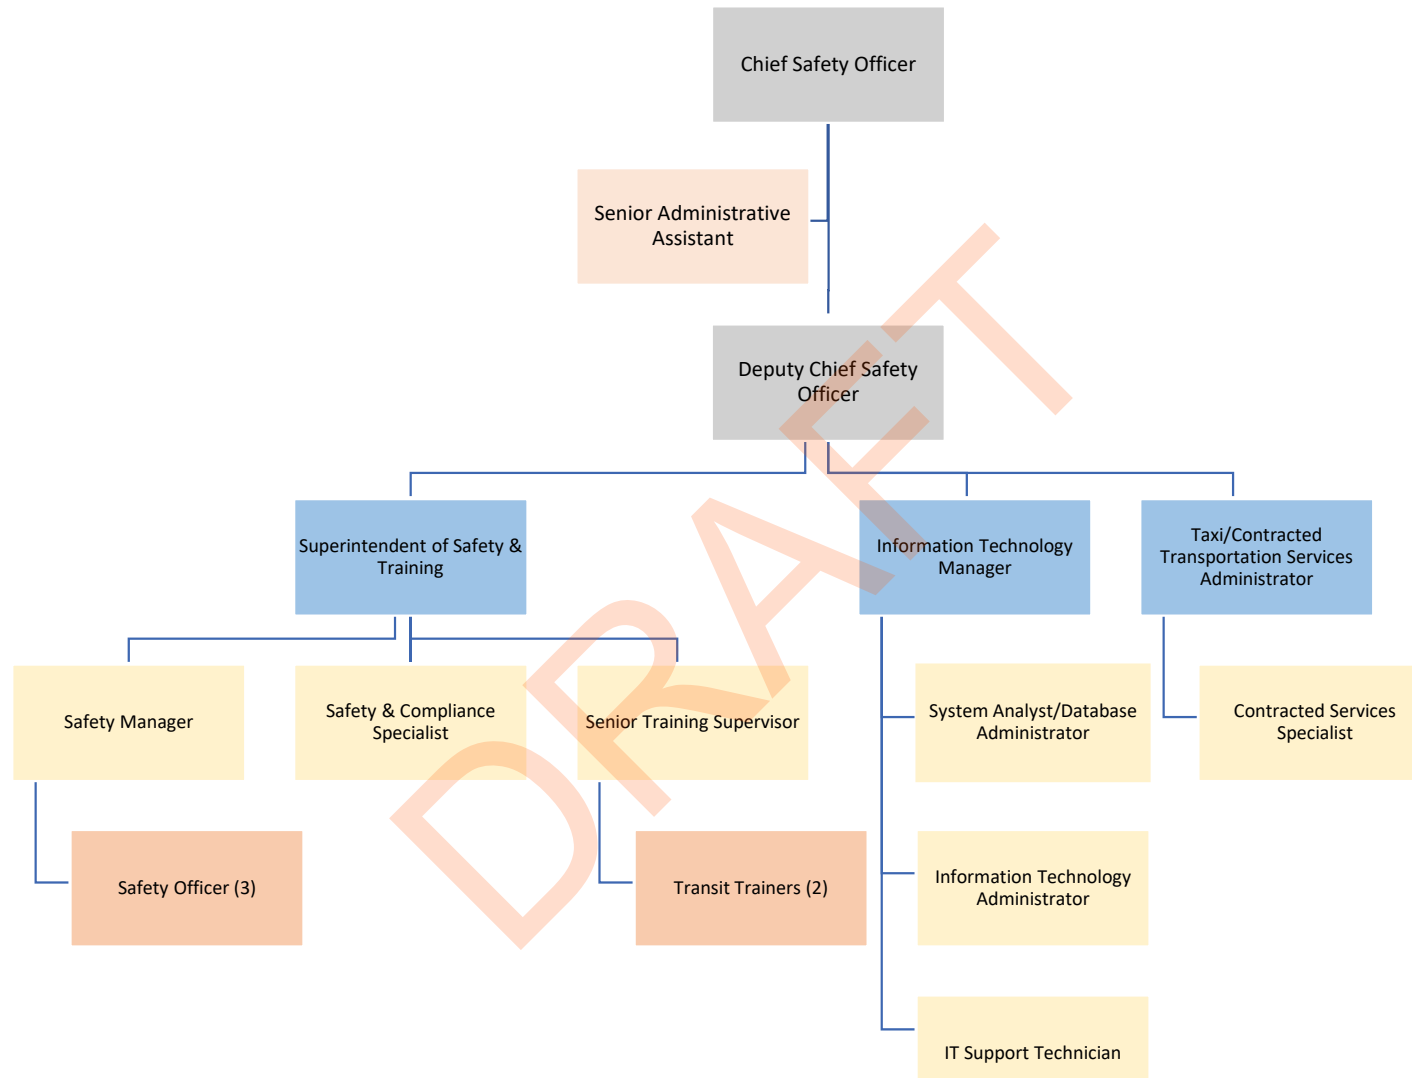 Chief Safety Officer
Senior Administrative
Assistant
Deputy Chief Safety
Officer
Superintendent of Safety &
Training
Information Technology
Manager
Taxi/Contracted
Transportation Services
Administrator
Safety Manager
Safety & Compliance
Specialist
Senior Training Supervisor
System Analyst/Database
Administrator
Contracted Services
Specialist
Safety Officer (3)
Transit Trainers (2)
Information Technology
Administrator
IT Support Technician
DRAFT